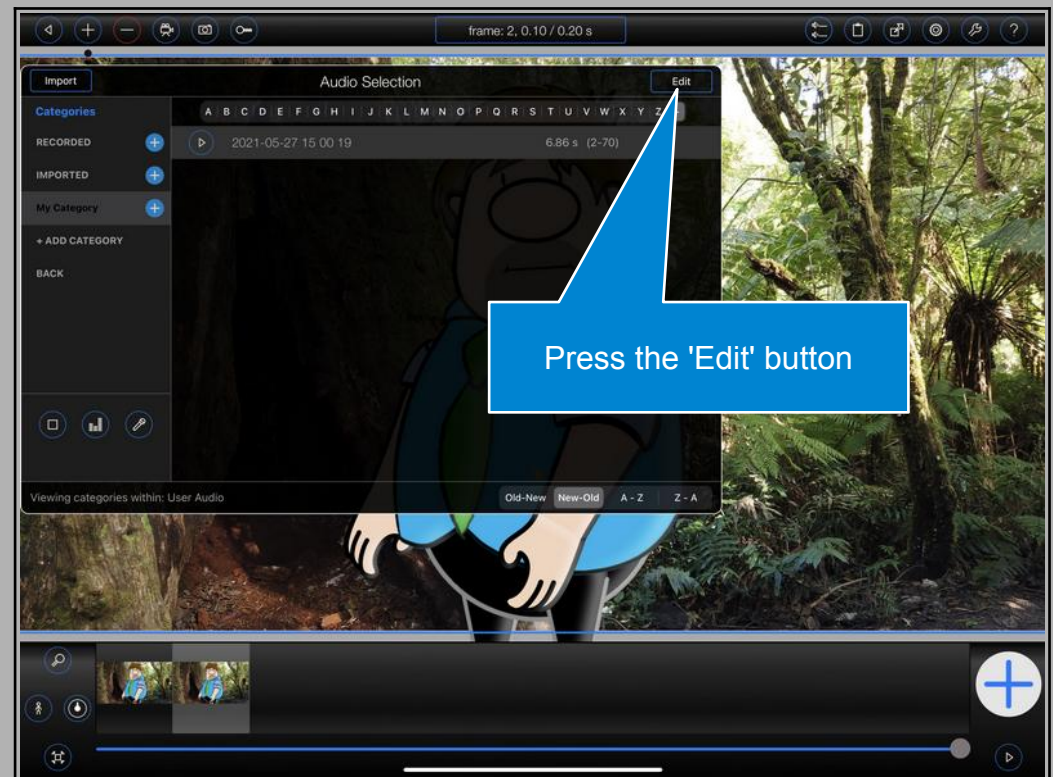 frame: 2, 0.10 / 0.20 s
?
Import
Audio Selection
Edit
Categories
A B C D E F G H I J K L M N O P Q R S T U V W X Y Z
RECORDED
2021-05-27 15 00 19
6.86 s (2-70)
IMPORTED
My Category
+ ADD CATEGORY
BACK
Press the 'Edit' button
Viewing categories within: User Audio
Old-New New-Old A - Z Z - A